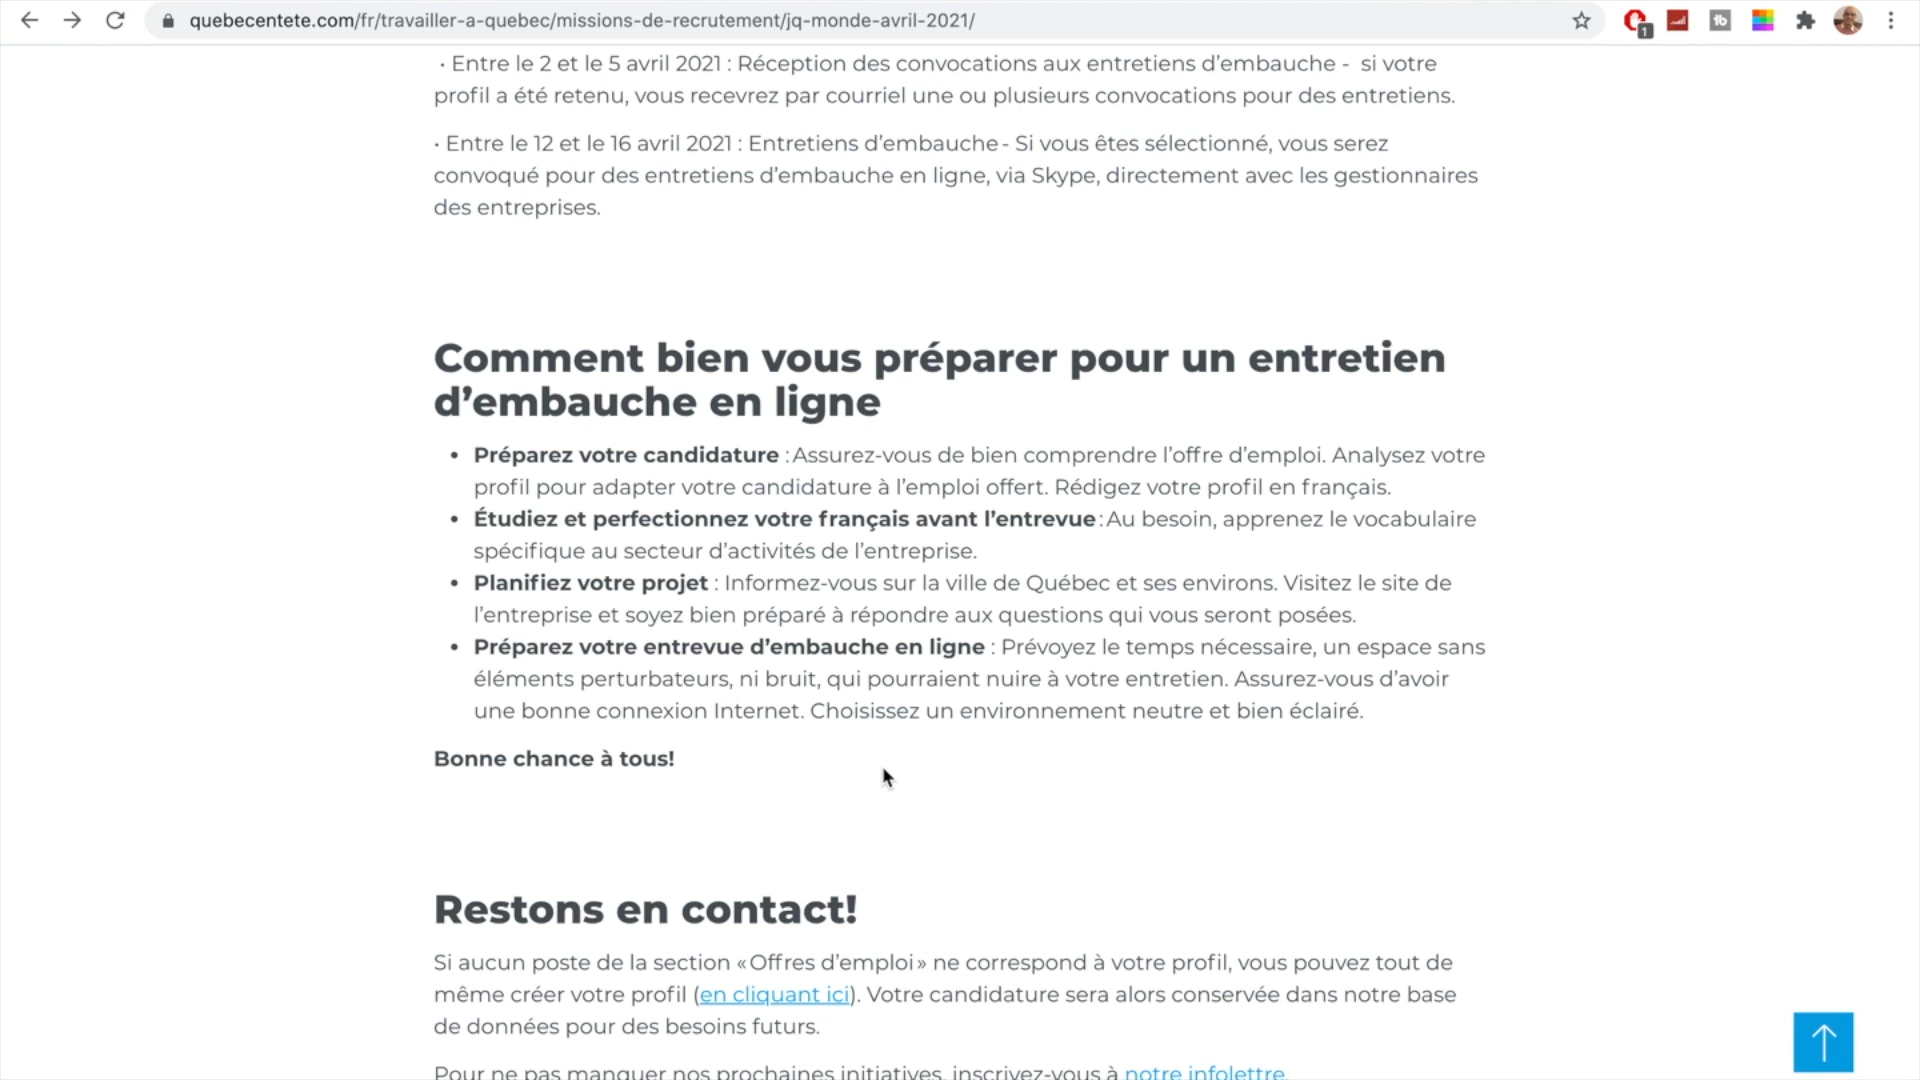 quebecentete.com/fr/travailler-a-quebec/missions-de-recrutement/jq-monde-avril-2021/
1
tb
• Entre le 2 et le 5 avril 2021 : Réception des convocations aux entretiens d’embauche - si votre
profil a été retenu, vous recevrez par courriel une ou plusieurs convocations pour des entretiens.
• Entre le 12 et le 16 avril 2021 : Entretiens d’embauche - Si vous êtes sélectionné, vous serez
convoqué pour des entretiens d’embauche en ligne, via Skype, directement avec les gestionnaires
des entreprises.
Comment bien vous préparer pour un entretien
d’embauche en ligne
• Préparez votre candidature : Assurez-vous de bien comprendre l’offre d’emploi. Analysez votre
profil pour adapter votre candidature à l’emploi offert. Rédigez votre profil en français.
• Étudiez et perfectionnez votre français avant l’entrevue : Au besoin, apprenez le vocabulaire
spécifique au secteur d’activités de l’entreprise.
• Planifiez votre projet : Informez-vous sur la ville de Québec et ses environs. Visitez le site de
l’entreprise et soyez bien préparé à répondre aux questions qui vous seront posées.
• Préparez votre entrevue d’embauche en ligne : Prévoyez le temps nécessaire, un espace sans
éléments perturbateurs, ni bruit, qui pourraient nuire à votre entretien. Assurez-vous d’avoir
une bonne connexion Internet. Choisissez un environnement neutre et bien éclairé.
Bonne chance à tous!
Restons en contact!
Si aucun poste de la section «Offres d’emploi» ne correspond à votre profil, vous pouvez tout de
même créer votre profil (en cliquant ici). Votre candidature sera alors conservée dans notre base
de données pour des besoins futurs.
Pour ne pas manquer nos prochaines initiatives, inscrivez-vous à notre infolettre.